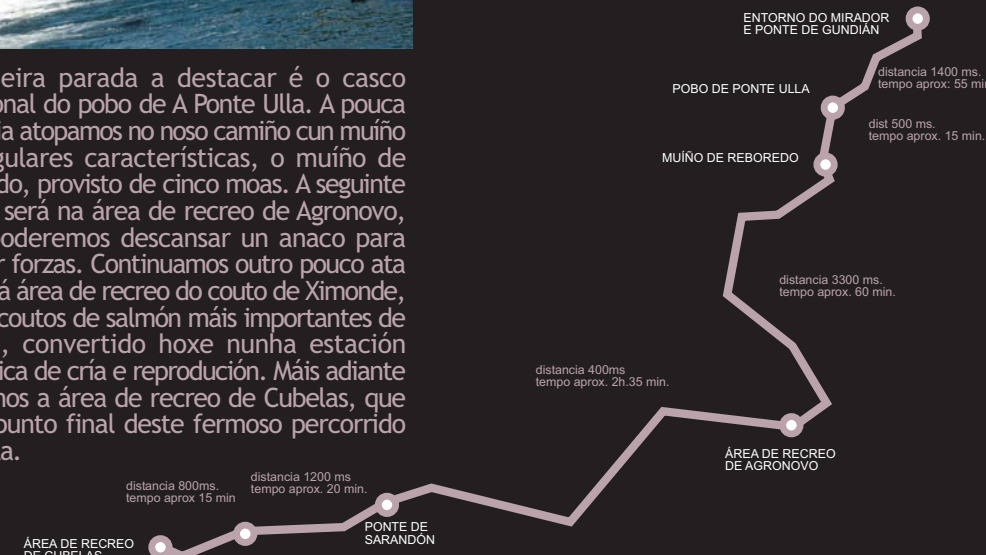 eira parada a destacar é o casco
onal do pobo de A Ponte Ulla. A pouca
ia atopamos no noso camiño cun muíño
gulares características, o muíño de
do, provisto de cinco moas. A seguinte
será na área de recreo de Agronovo,
oderemos descansar un anaco para
r forzas. Continuamos outro pouco ata
á área de recreo do couto de Ximonde,
coutos de salmón máis importantes de
, convertido hoxe nunha estación
ica de cría e reprodución. Máis adiante
nos a área de recreo de Cubelas, que
punto final deste fermoso percorrido
a.
ENTORNO DO MIRADOR
E PONTE DE GUNDIÁN
distancia 1400 ms.
tempo aprox: 55 min
POBO DE PONTE ULLA
dist 500 ms.
tempo aprox. 15 min.
MUÍÑO DE REBOREDO
distancia 3300 ms.
tempo aprox. 60 min.
distancia 400ms
tempo aprox. 2h.35 min.
ÁREA DE RECREO
DE AGRONOVO
distancia 1200 ms
tempo aprox. 20 min.
distancia 800ms.
tempo aprox 15 min
PONTE DE
SARANDÓN
ÁREA DE RECREO
DE CUBELAS